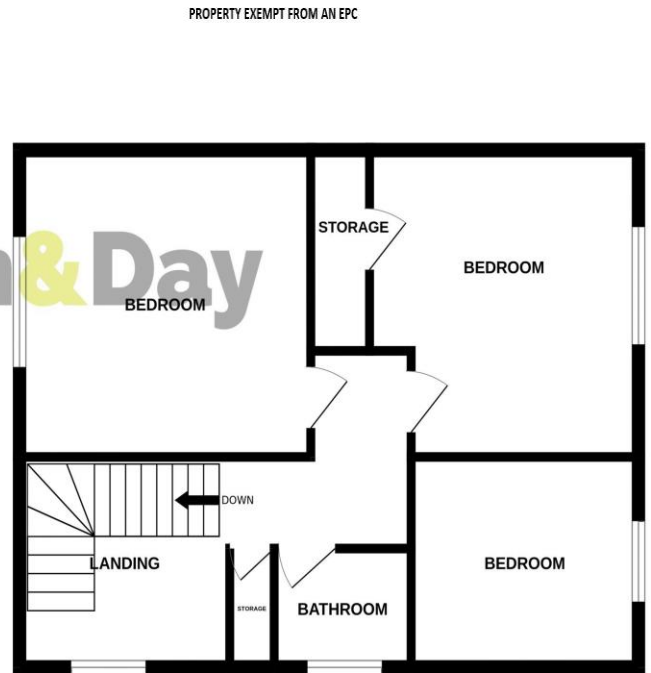 PROPERTY EXEMPT FROM AN EPC
STORAGE
BEDROOM
&Day
BEDROOM
DOWN
LANDING
STORAGE
BATHROOM
BEDROOM